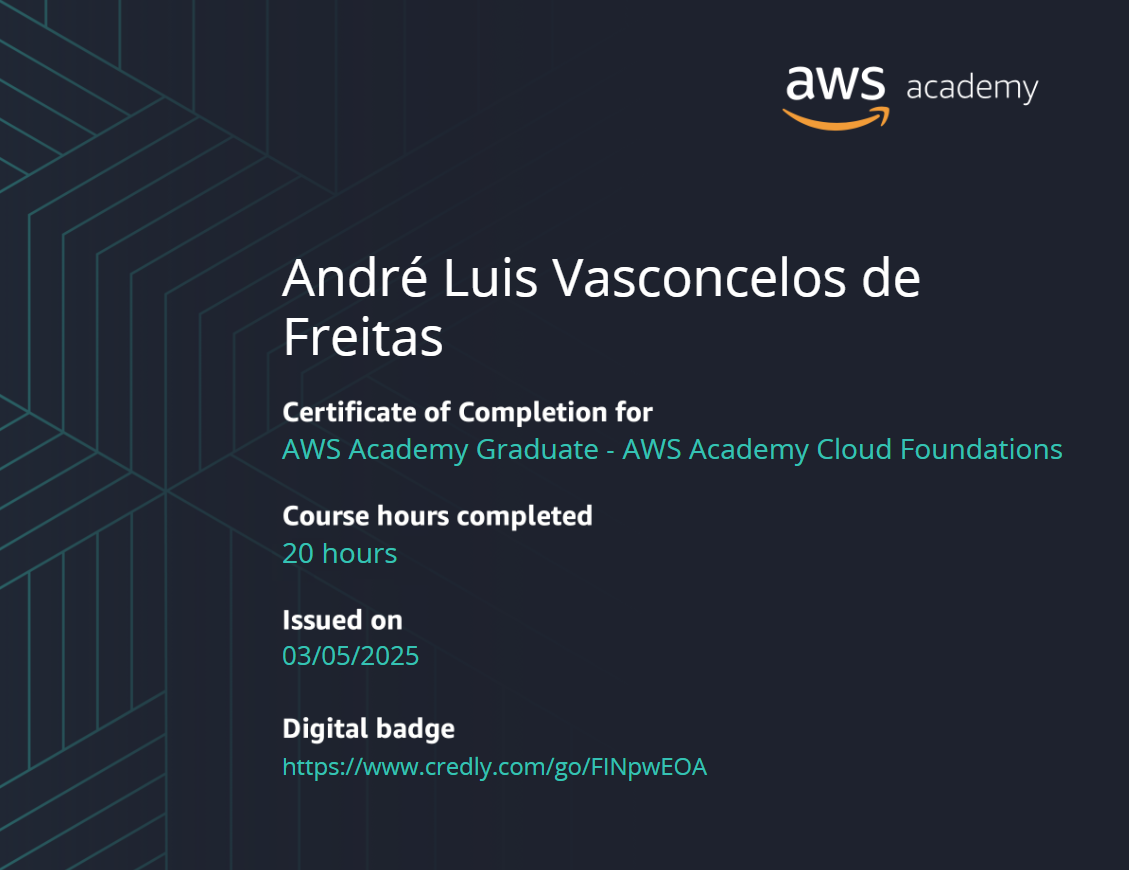 aws academy
André Luis Vasconcelos de
Freitas
Certificate of Completion for
AWS Academy Graduate - AWS Academy Cloud Foundations
Course hours completed
20 hours
Issued on
03/05/2025
Digital badge
https://www.credly.com/go/FINpwEOA